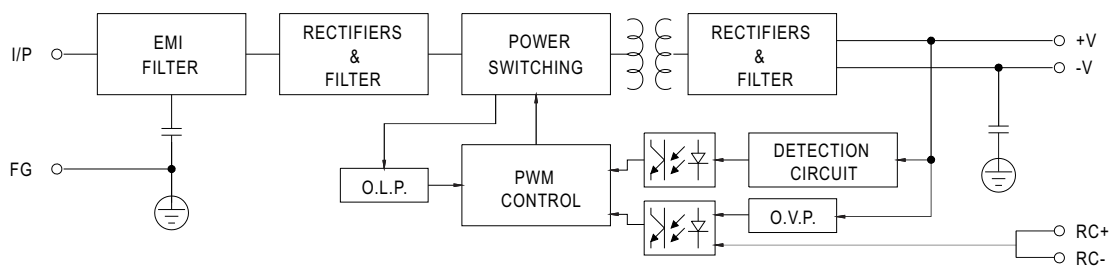 I/P
EMI
FILTER
RECTIFIERS
&
FILTER
POWER
SWITCHING
RECTIFIERS
&
FILTER
+V
-V
FG
O.L.P.
PWM
CONTROL
DETECTION
CIRCUIT
O.V.P.
RC+
RC-